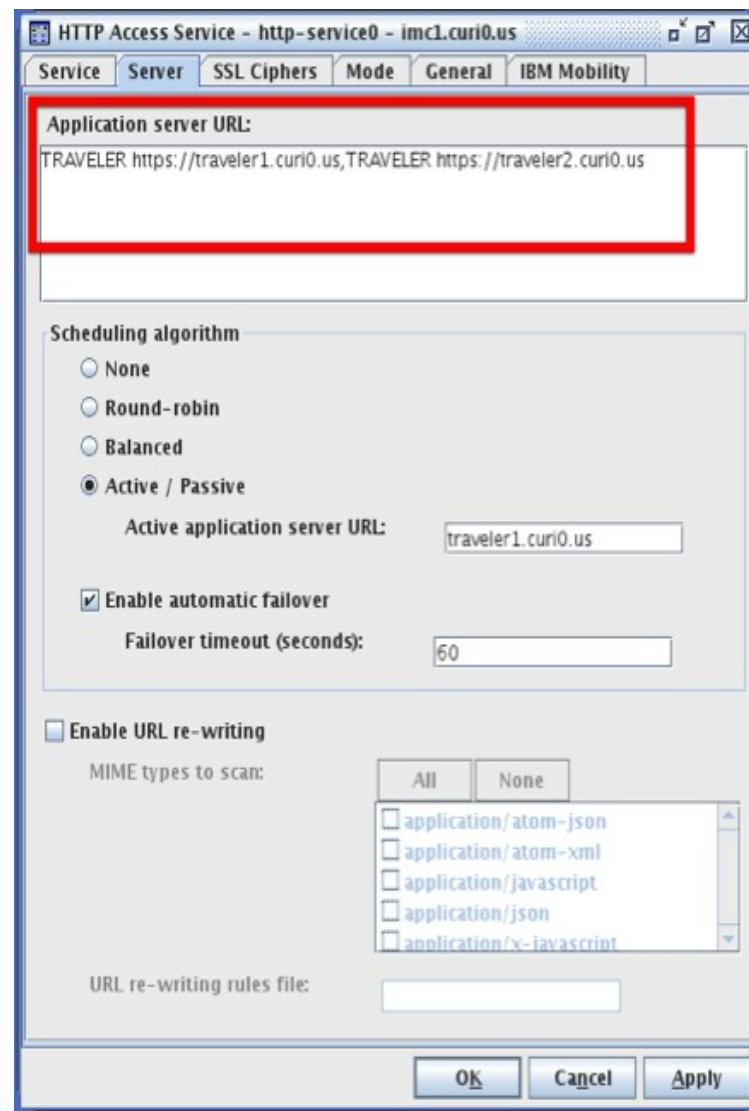 HTTP Access Service - http-service0 - imc1.curi0.us
Service Server SSL Ciphers Mode General IBM Mobility
Application server URL:
TRAVELER https://traveler1.curi0.us,TRAVELER https://traveler2.curi0.us
Scheduling algorithm
None
Round-robin
Balanced
Active / Passive
Active application server URL: traveler1.curi0.us
Enable automatic failover
Failover timeout (seconds): 60
Enable URL re-writing
MIME types to scan: All None
application/atom-json
application/atom-xml
application/javascript
application/json
application/x-javascript
URL re-writing rules file:
OK Cancel Apply